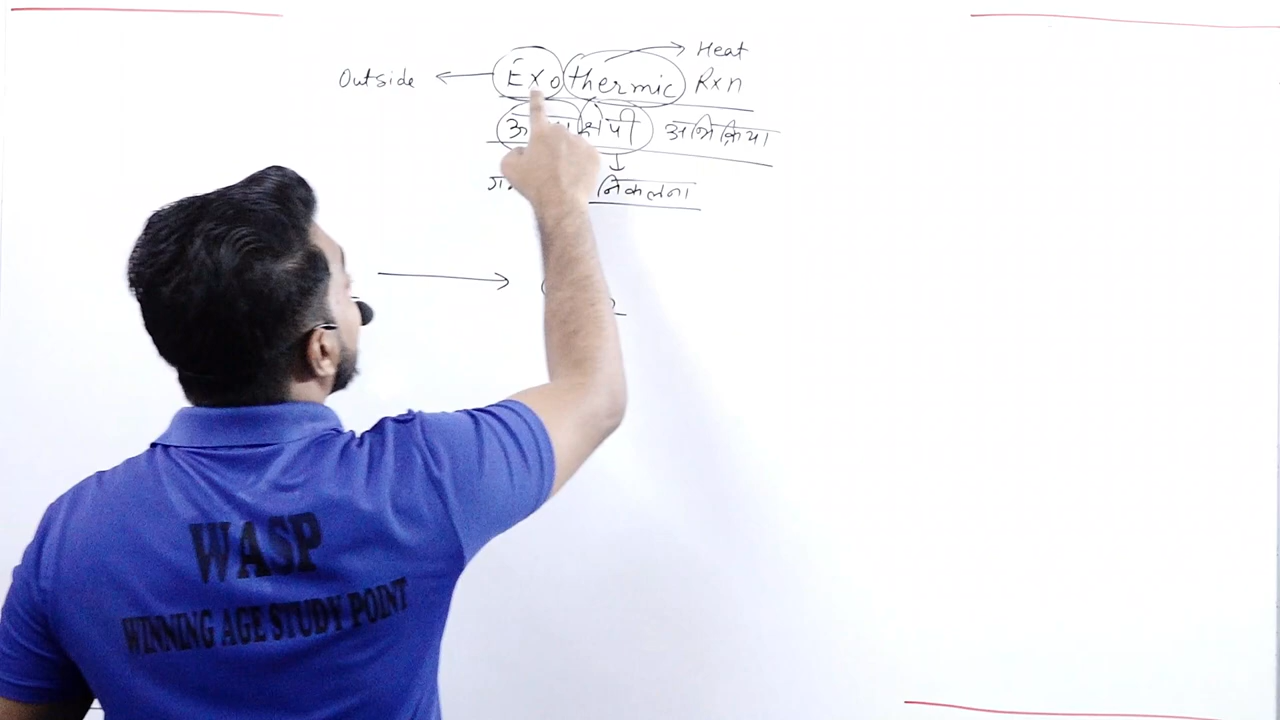 Heat
Outside Exothermic Rxn
अभिक्रिया
निकलना
WASP
WINNING AGE STUDY POINT